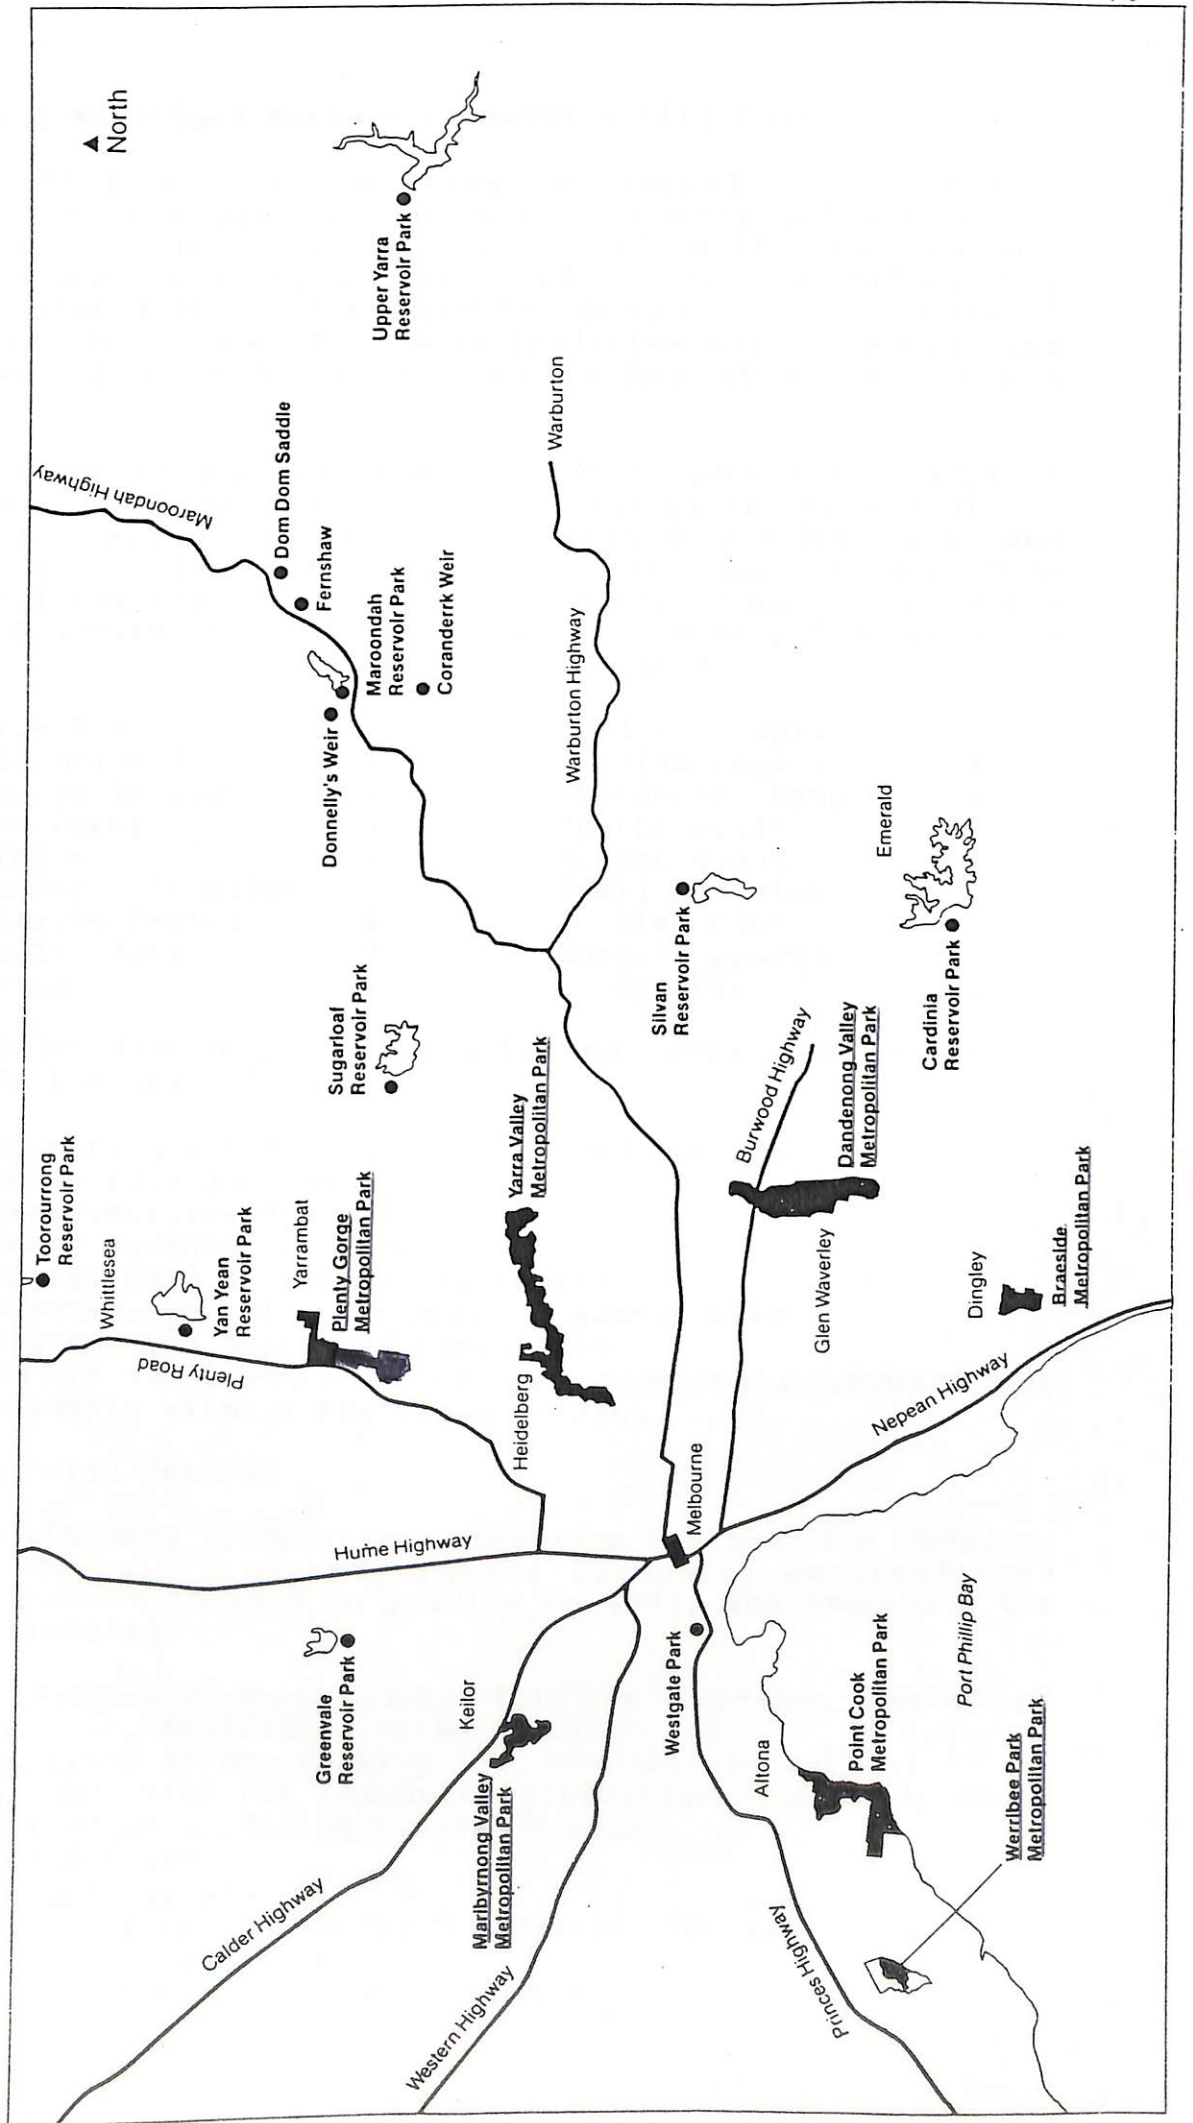 North
Upper Yarra
Reservoir Park
Maroondah Highway
Dom Dom Saddle
Fernshaw
Maroondah
Reservoir Park
Coranderrk Weir
Donnelly's Weir
Warburton
Warburton Highway
Emerald
Cardinia
Reservoir Park
Silvan
Reservoir Park
Sugarloaf
Reservoir Park
Toorourrong
Reservoir Park
Whittlesea
Yan Yean
Reservoir Park
Yarrambat
Plenty Gorge
Metropolitan Park
Plenty Road
Yarra Valley
Metropolitan Park
Heidelberg
Burwood Highway
Dandenong Valley
Metropolitan Park
Glen Waverley
Dingley
Braeside
Metropolitan Park
Nepean Highway
Melbourne
Hume Highway
Greenvale
Reservoir Park
Keilor
Maribyrnong Valley
Metropolitan Park
Calder Highway
Western Highway
Westgate Park
Altona
Point Cook
Metropolitan Park
Port Phillip Bay
Werribee Park
Metropolitan Park
Princes Highway